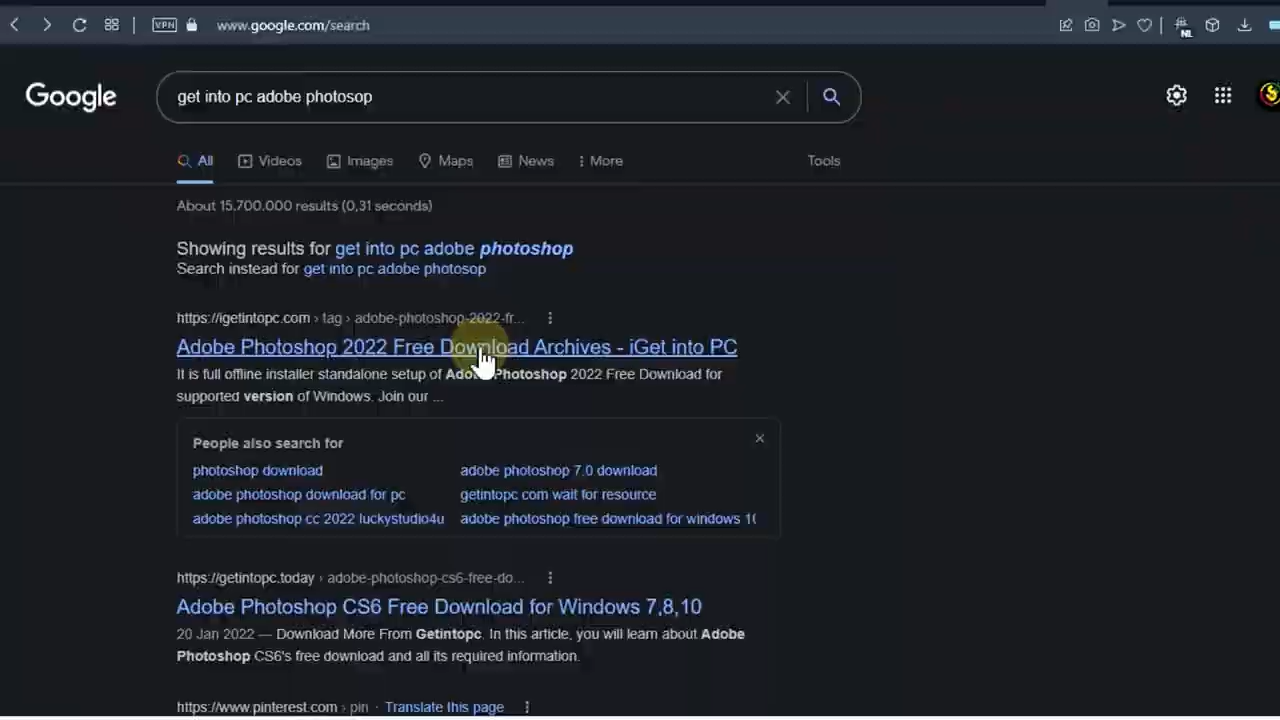 VPN www.google.com/search
NL
Google get into pc adobe photosop
All Videos Images Maps News More Tools
About 15.700.000 results (0,31 seconds)
Showing results for get into pc adobe photoshop
Search instead for get into pc adobe photosop
https://igetintopc.com › tag › adobe-photoshop-2022-fr...
Adobe Photoshop 2022 Free Download Archives - iGet into PC
It is full offline installer standalone setup of Adobe Photoshop 2022 Free Download for
supported version of Windows. Join our ...
People also search for
photoshop download
adobe photoshop 7.0 download
adobe photoshop download for pc
getintopc com wait for resource
adobe photoshop cc 2022 luckystudio4u
adobe photoshop free download for windows 10
https://getintopc.today › adobe-photoshop-cs6-free-do...
Adobe Photoshop CS6 Free Download for Windows 7,8,10
20 Jan 2022 — Download More From Getintopc. In this article, you will learn about Adobe
Photoshop CS6's free download and all its required information.
https://www.pinterest.com › pin · Translate this page